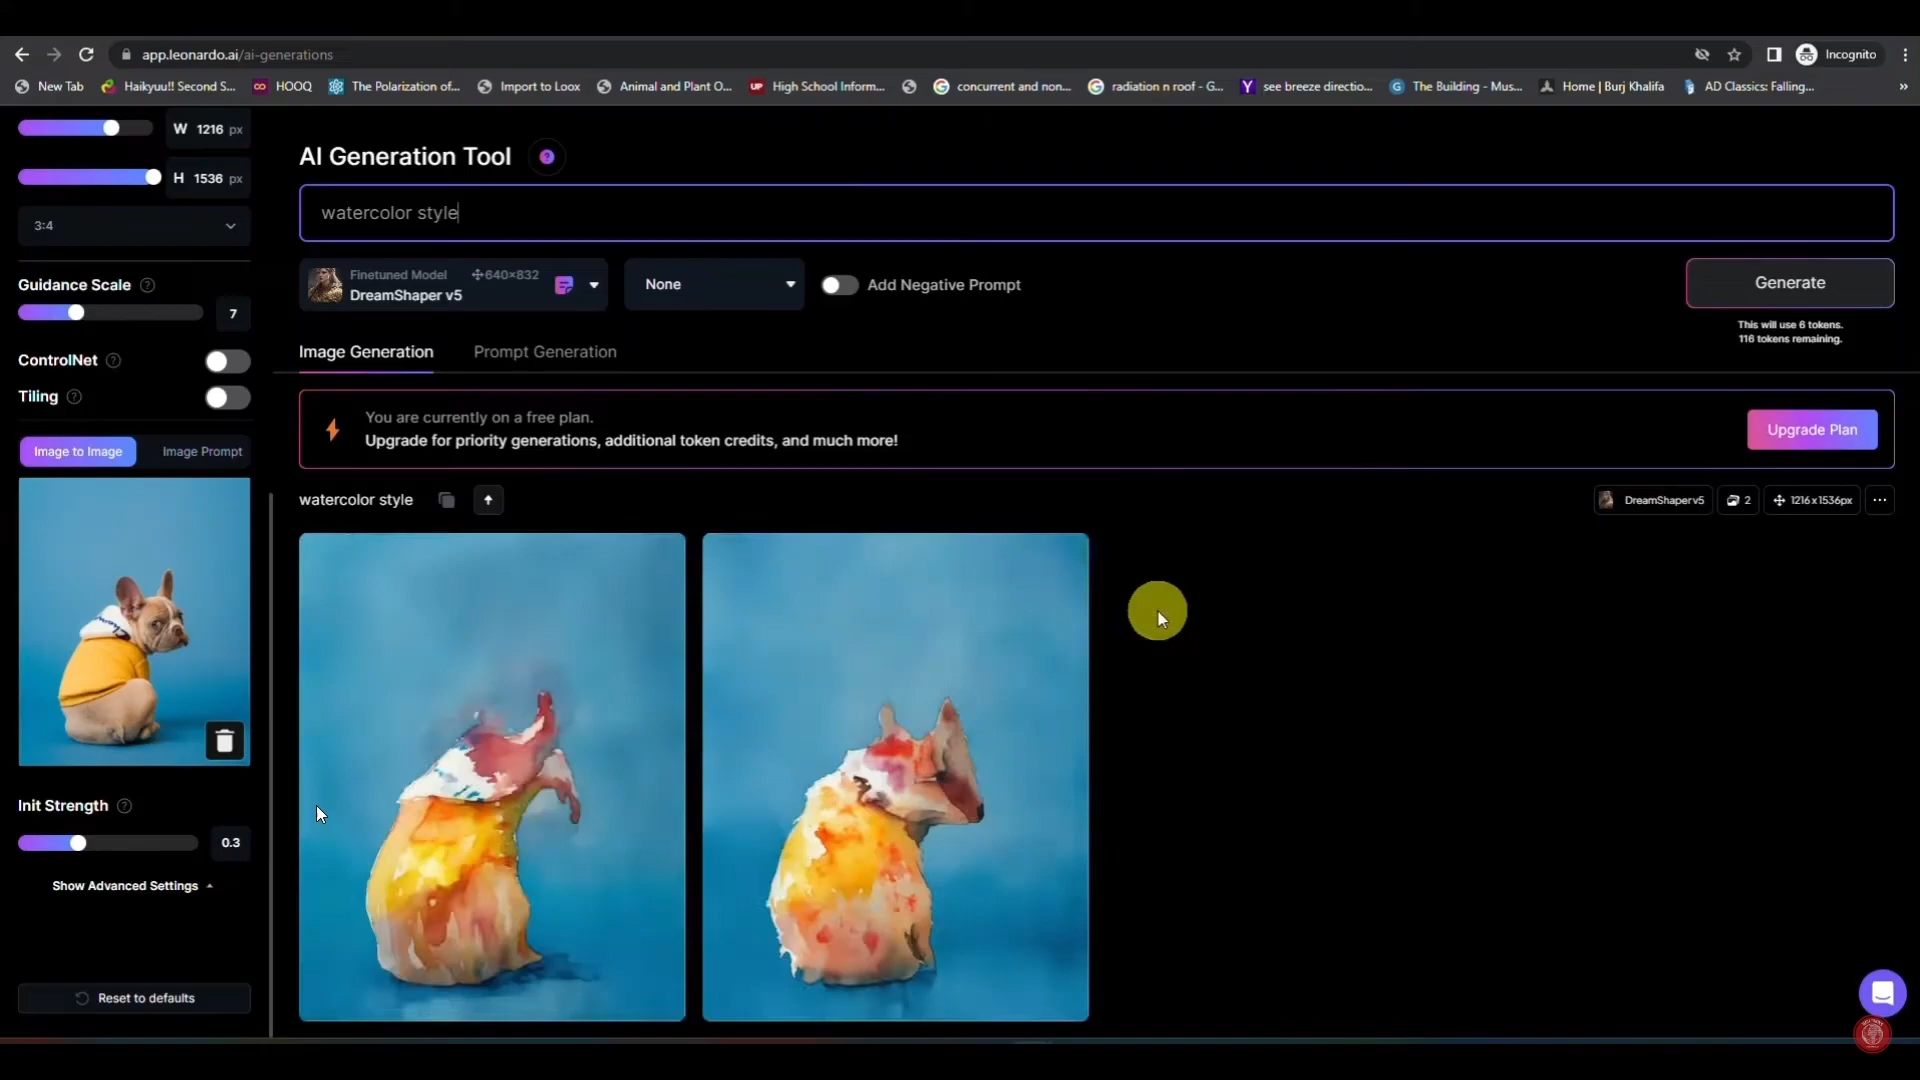 app.leonardo.ai/ai-generations
Incognito
New Tab
Haikyuu!! Second S...
HOOQ
The Polarization of...
Import to Loox
Animal and Plant O...
UP
High School Inform...
concurrent and non...
radiation n roof - G...
see breeze directio...
The Building - Mus...
Home | Burj Khalifa
AD Classics: Falling...
W 1216 px
H 1536 px
3:4
Guidance Scale
7
ControlNet
Tiling
Image to Image
Image Prompt
Init Strength
0.3
Show Advanced Settings
Reset to defaults
AI Generation Tool
watercolor style
Finetuned Model
640×832
DreamShaper v5
None
Add Negative Prompt
Generate
This will use 6 tokens.
116 tokens remaining.
Image Generation
Prompt Generation
You are currently on a free plan.
Upgrade for priority generations, additional token credits, and much more!
Upgrade Plan
watercolor style
DreamShaperv5
2
1216x1536px